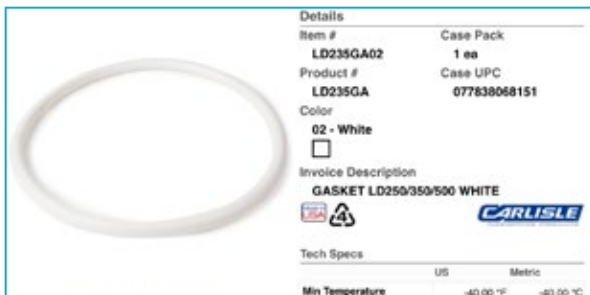 Details
Item # Case Pack
LD235GA02 1 ea
Product # Case UPC
LD235GA 077838068151
Color
02 - White
Invoice Description
GASKET LD250/350/500 WHITE
USA 4 CARLISLE
Tech Specs
US Metric
Min Temperature -40.00 °F -40.00 °C